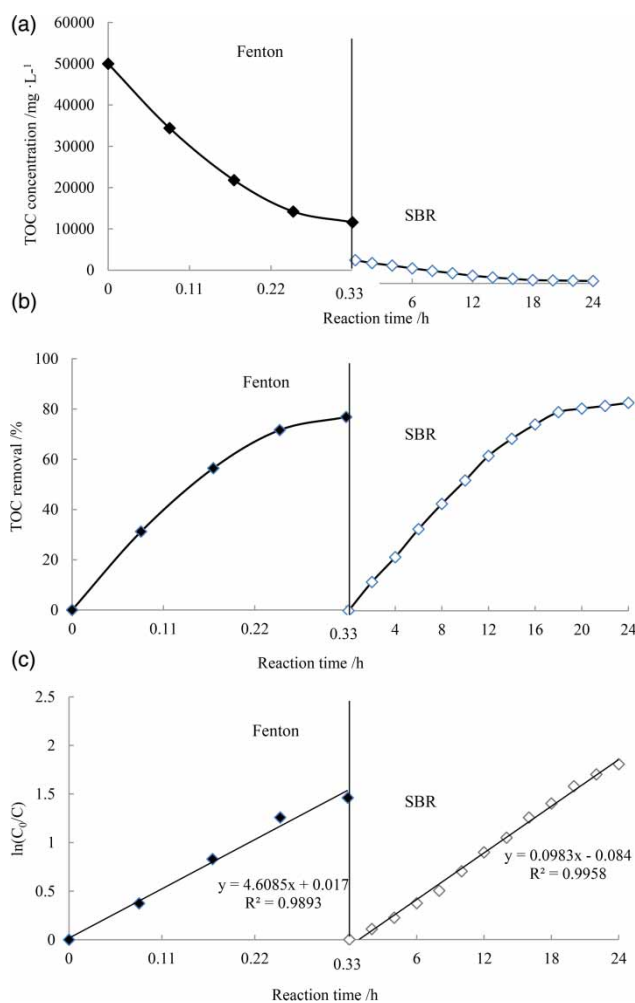 (a)
Fenton
SBR
TOC concentration /mg ·L-¹
50000
40000
30000
20000
10000
0
0 0.11 0.22 0.33 6 12 18 24
Reaction time /h
(b)
Fenton
SBR
TOC removal /%
100
80
60
40
20
0
0 0.11 0.22 0.33 4 8 12 16 20 24
Reaction time /h
(c)
Fenton
SBR
ln(C₀/C)
2.5
2
1.5
1
0.5
0
y = 4.6085x + 0.017
R² = 0.9893
y = 0.0983x - 0.084
R² = 0.9958
0 0.11 0.22 0.33 6 12 18 24
Reaction time /h